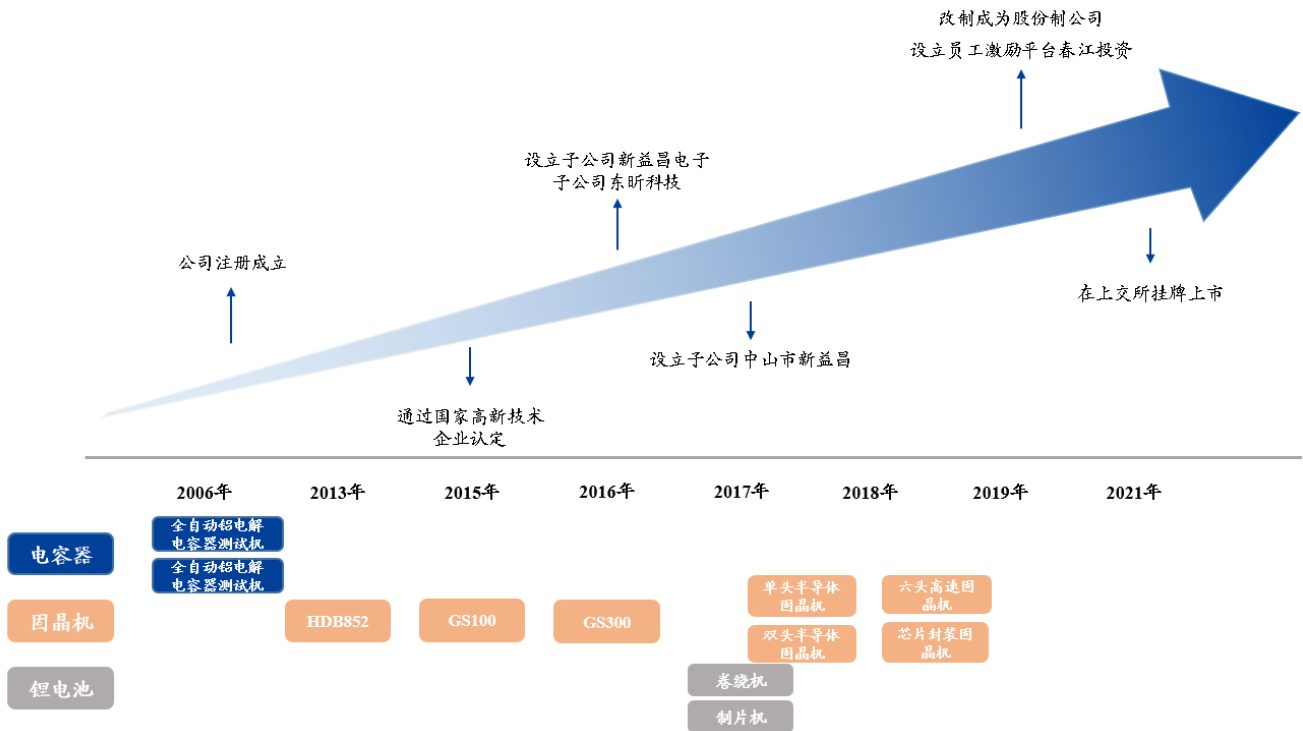 改制成为股份制公司
设立员工激励平台春江投资
设立子公司新益昌电子
子公司东昕科技
公司注册成立
在上交所挂牌上市
设立子公司中山市新益昌
通过国家高新技术
企业认定
2006年
2013年
2015年
2016年
2017年
2018年
2019年
2021年
电容器
全自动铝电解
电容器测试机
全自动铝电解
电容器测试机
固晶机
HDB852
GS100
GS300
单头半导体
固晶机
双头半导体
固晶机
六头高速固
晶机
芯片封装固
晶机
锂电池
卷绕机
制片机